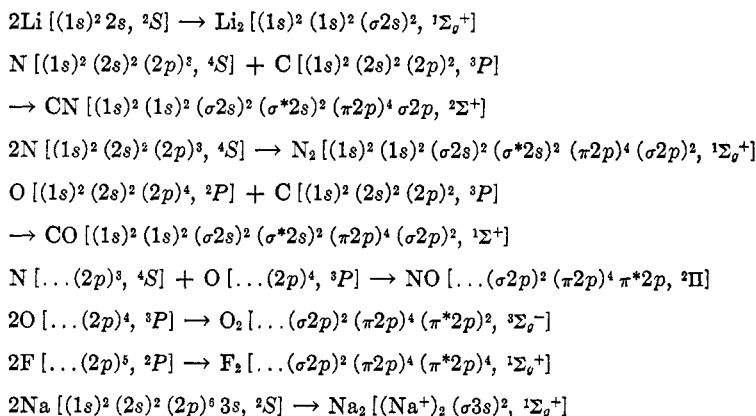 2Li [(1s)² 2s, ²S] → Li₂ [(1s)² (1s)² (σ2s)², ¹Σg⁺]
N [(1s)² (2s)² (2p)³, ⁴S] + C [(1s)² (2s)² (2p)², ³P]
→ CN [(1s)² (1s)² (σ2s)² (σ*2s)² (π2p)⁴ σ2p, ²Σ⁺]
2N [(1s)² (2s)² (2p)³, ⁴S] → N₂ [(1s)² (1s)² (σ2s)² (σ*2s)² (π2p)⁴ (σ2p)², ¹Σg⁺]
O [(1s)² (2s)² (2p)⁴, ²P] + C [(1s)² (2s)² (2p)², ³P]
→ CO [(1s)² (1s)² (σ2s)² (σ*2s)² (π2p)⁴ (σ2p)², ¹Σ⁺]
N [...(2p)³, ⁴S] + O [...(2p)⁴, ³P] → NO [...(σ2p)² (π2p)⁴ π*2p, ²Π]
2O [...(2p)⁴, ³P] → O₂ [...(σ2p)² (π2p)⁴ (π*2p)², ³Σg⁻]
2F [...(2p)⁵, ²P] → F₂ [...(σ2p)² (π2p)⁴ (π*2p)⁴, ¹Σg⁺]
2Na [(1s)² (2s)² (2p)⁶ 3s, ²S] → Na₂ [(Na⁺)₂ (σ3s)², ¹Σg⁺]